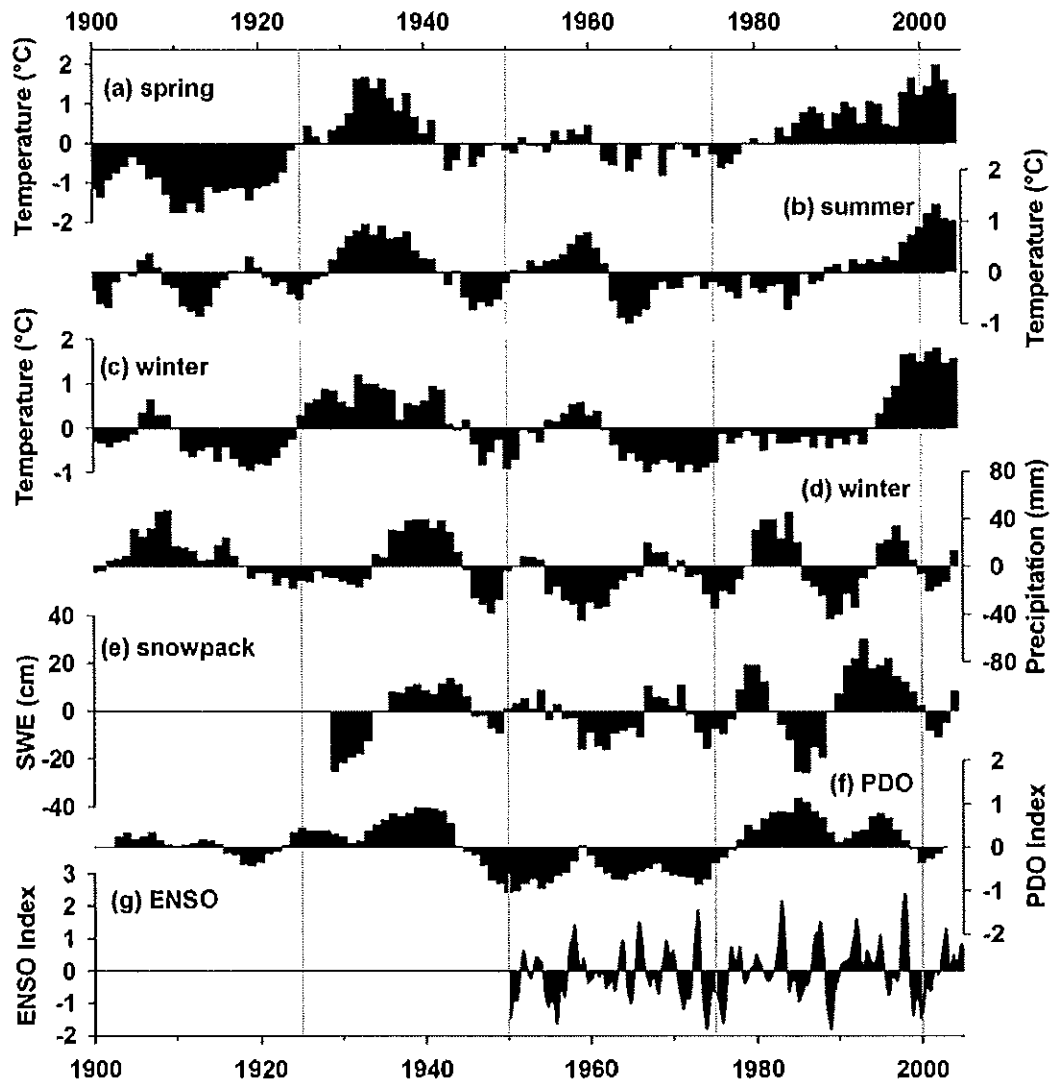 1900 1920 1940 1960 1980 2000
Temperature (°C)
2
1
0
-1
-2
(a) spring
Temperature (°C)
2
1
0
-1
(b) summer
Temperature (°C)
2
1
0
-1
(c) winter
Precipitation (mm)
80
40
0
-40
-80
(d) winter
SWE (cm)
40
20
0
-20
-40
(e) snowpack
PDO Index
2
1
0
-1
-2
(f) PDO
ENSO Index
3
2
1
0
-1
-2
(g) ENSO
1900 1920 1940 1960 1980 2000